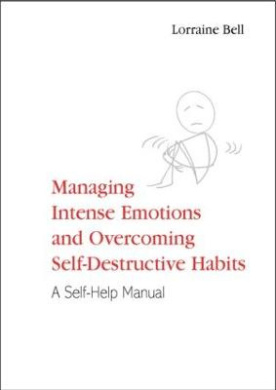 Lorraine Bell
Managing
Intense Emotions
and Overcoming
Self-Destructive Habits
A Self-Help Manual